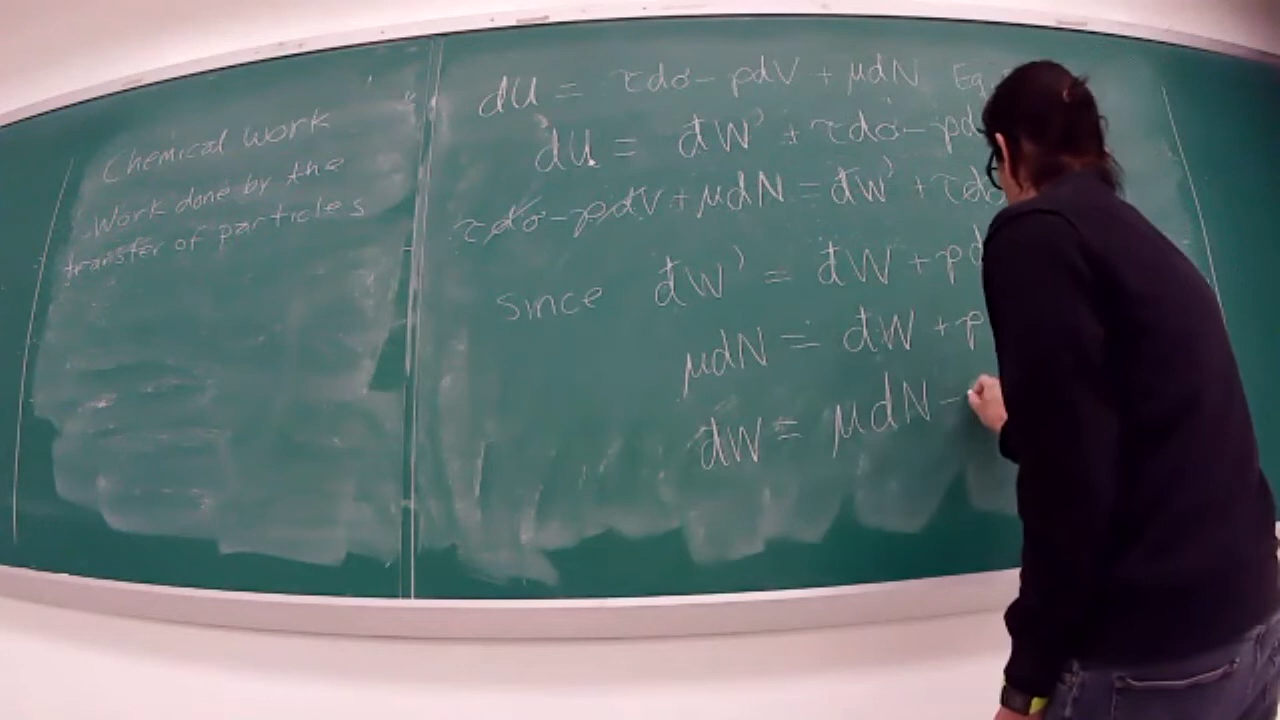 Chemical work
- Work done by the
transfer of particles
dU = τdσ - pdV + μdN Eq
dU = đW' + τdσ - pd
τdσ - pdV + μdN = đW' + τdσ
Since đW' = đW + pd
μdN = đW + p
đW = μdN -